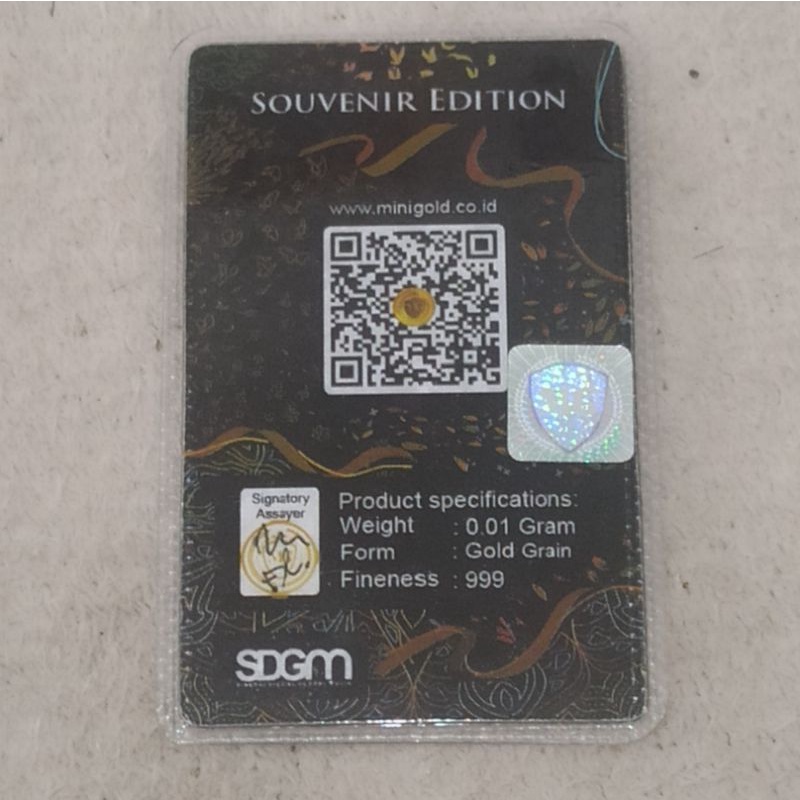 SOUVENIR EDITION
www.minigold.co.id
Signatory
Assayer
Product specifications:
Weight : 0.01 Gram
Form : Gold Grain
Fineness : 999
SDGM